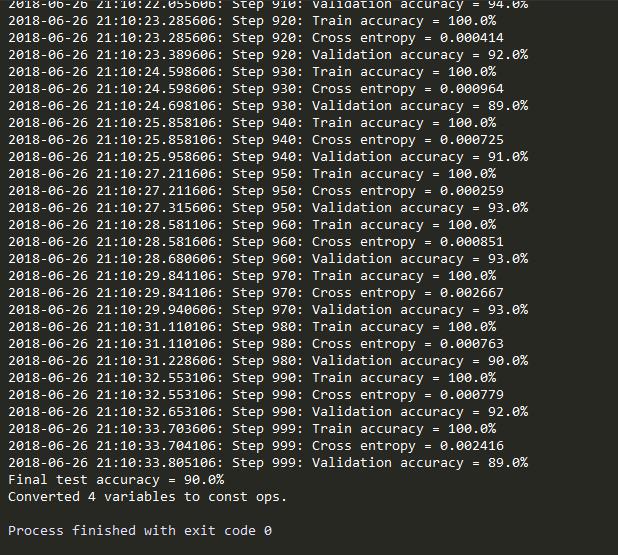 2018-06-26 21:10:22.055606: Step 910: Validation accuracy = 94.0%
2018-06-26 21:10:23.285606: Step 920: Train accuracy = 100.0%
2018-06-26 21:10:23.285606: Step 920: Cross entropy = 0.000414
2018-06-26 21:10:23.389606: Step 920: Validation accuracy = 92.0%
2018-06-26 21:10:24.598606: Step 930: Train accuracy = 100.0%
2018-06-26 21:10:24.598606: Step 930: Cross entropy = 0.000964
2018-06-26 21:10:24.698106: Step 930: Validation accuracy = 89.0%
2018-06-26 21:10:25.858106: Step 940: Train accuracy = 100.0%
2018-06-26 21:10:25.858106: Step 940: Cross entropy = 0.000725
2018-06-26 21:10:25.958606: Step 940: Validation accuracy = 91.0%
2018-06-26 21:10:27.211606: Step 950: Train accuracy = 100.0%
2018-06-26 21:10:27.211606: Step 950: Cross entropy = 0.000259
2018-06-26 21:10:27.315606: Step 950: Validation accuracy = 93.0%
2018-06-26 21:10:28.581106: Step 960: Train accuracy = 100.0%
2018-06-26 21:10:28.581606: Step 960: Cross entropy = 0.000851
2018-06-26 21:10:28.680606: Step 960: Validation accuracy = 93.0%
2018-06-26 21:10:29.841106: Step 970: Train accuracy = 100.0%
2018-06-26 21:10:29.841106: Step 970: Cross entropy = 0.002667
2018-06-26 21:10:29.940606: Step 970: Validation accuracy = 93.0%
2018-06-26 21:10:31.110106: Step 980: Train accuracy = 100.0%
2018-06-26 21:10:31.110106: Step 980: Cross entropy = 0.000763
2018-06-26 21:10:31.228606: Step 980: Validation accuracy = 90.0%
2018-06-26 21:10:32.553106: Step 990: Train accuracy = 100.0%
2018-06-26 21:10:32.553106: Step 990: Cross entropy = 0.000779
2018-06-26 21:10:32.653106: Step 990: Validation accuracy = 92.0%
2018-06-26 21:10:33.703606: Step 999: Train accuracy = 100.0%
2018-06-26 21:10:33.704106: Step 999: Cross entropy = 0.002416
2018-06-26 21:10:33.805106: Step 999: Validation accuracy = 89.0%
Final test accuracy = 90.0%
Converted 4 variables to const ops.
Process finished with exit code 0